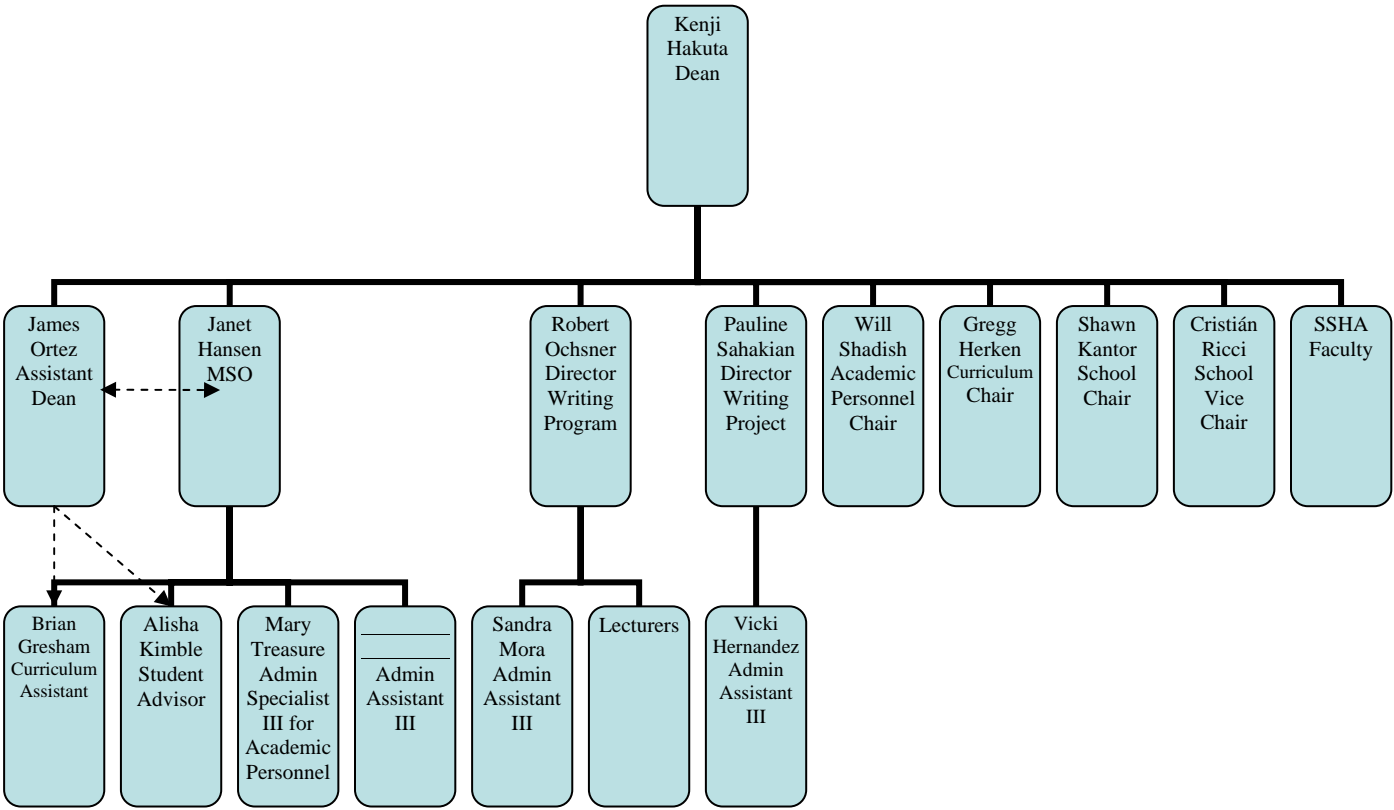 Kenji
Hakuta
Dean
James
Ortez
Assistant
Dean
Janet
Hansen
MSO
Robert
Ochsner
Director
Writing
Program
Pauline
Sahakian
Director
Writing
Project
Will
Shadish
Academic
Personnel
Chair
Gregg
Herken
Curriculum
Chair
Shawn
Kantor
School
Chair
Cristián
Ricci
School
Vice
Chair
SSHA
Faculty
Brian
Gresham
Curriculum
Assistant
Alisha
Kimble
Student
Advisor
Mary
Treasure
Admin
Specialist
III for
Academic
Personnel
Admin
Assistant
III
Sandra
Mora
Admin
Assistant
III
Lecturers
Vicki
Hernandez
Admin
Assistant
III